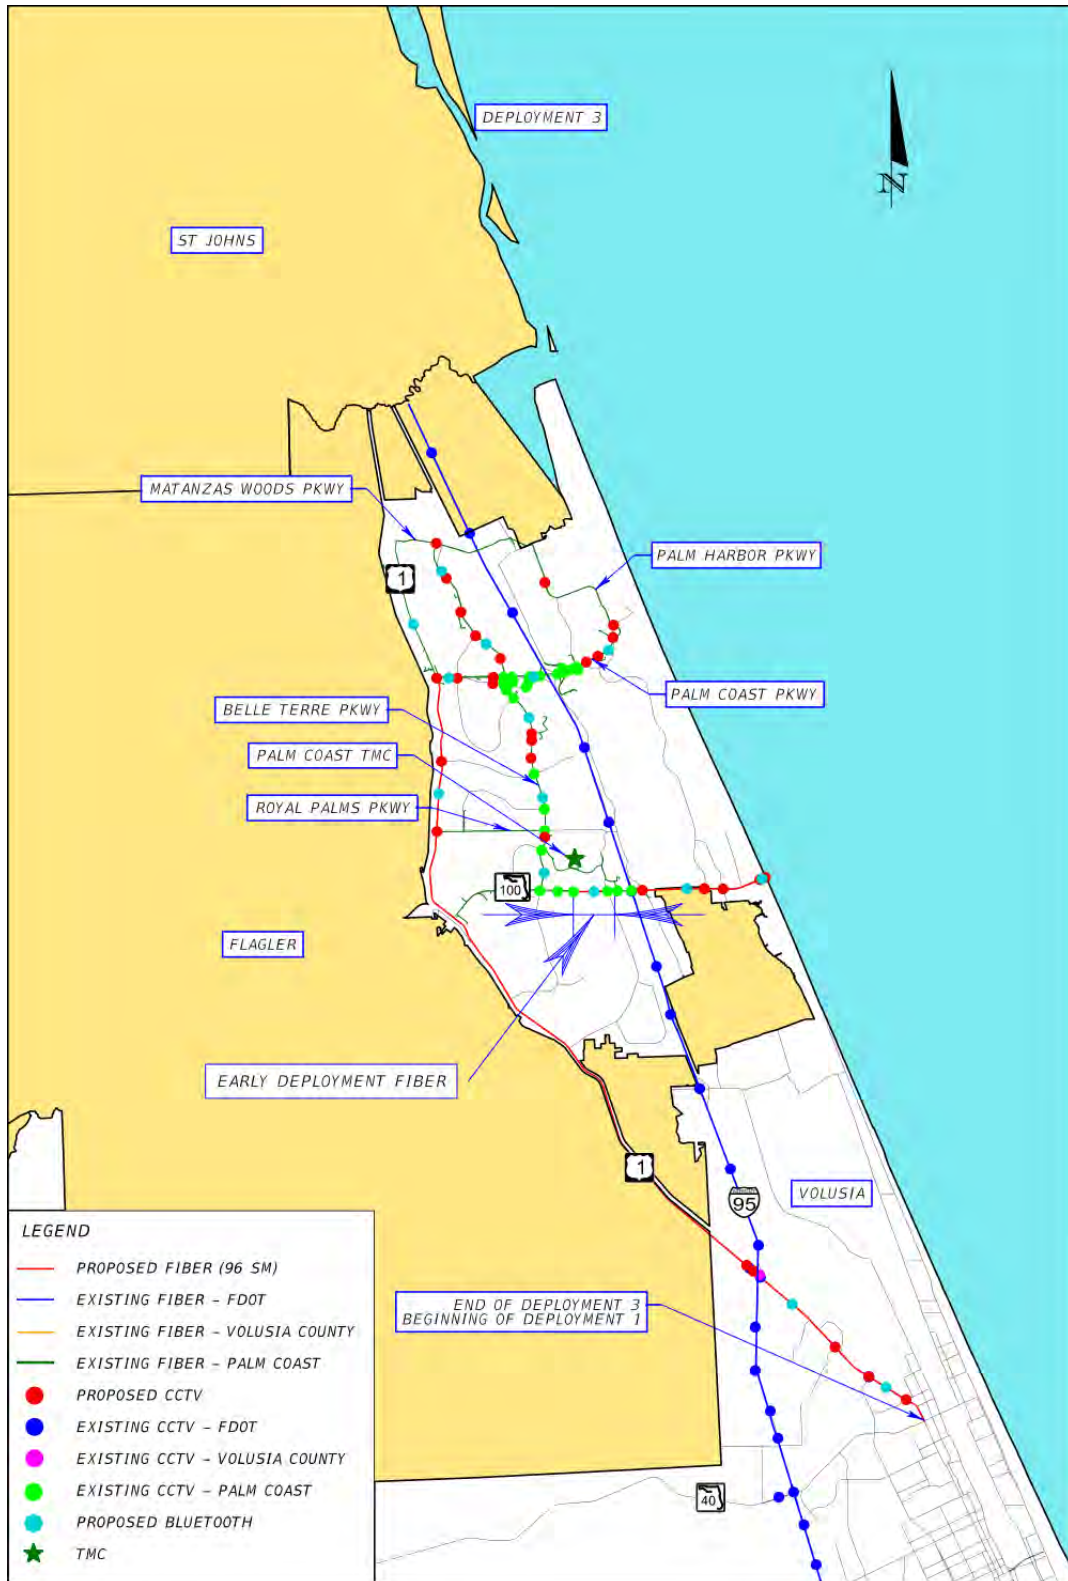 DEPLOYMENT 3
N
ST JOHNS
MATANZAS WOODS PKWY
PALM HARBOR PKWY
1
PALM COAST PKWY
BELLE TERRE PKWY
PALM COAST TMC
ROYAL PALMS PKWY
100
FLAGLER
EARLY DEPLOYMENT FIBER
1
VOLUSIA
95
END OF DEPLOYMENT 3
BEGINNING OF DEPLOYMENT 1
40
LEGEND
PROPOSED FIBER (96 SM)
EXISTING FIBER - FDOT
EXISTING FIBER - VOLUSIA COUNTY
EXISTING FIBER - PALM COAST
PROPOSED CCTV
EXISTING CCTV - FDOT
EXISTING CCTV - VOLUSIA COUNTY
EXISTING CCTV - PALM COAST
PROPOSED BLUETOOTH
TMC